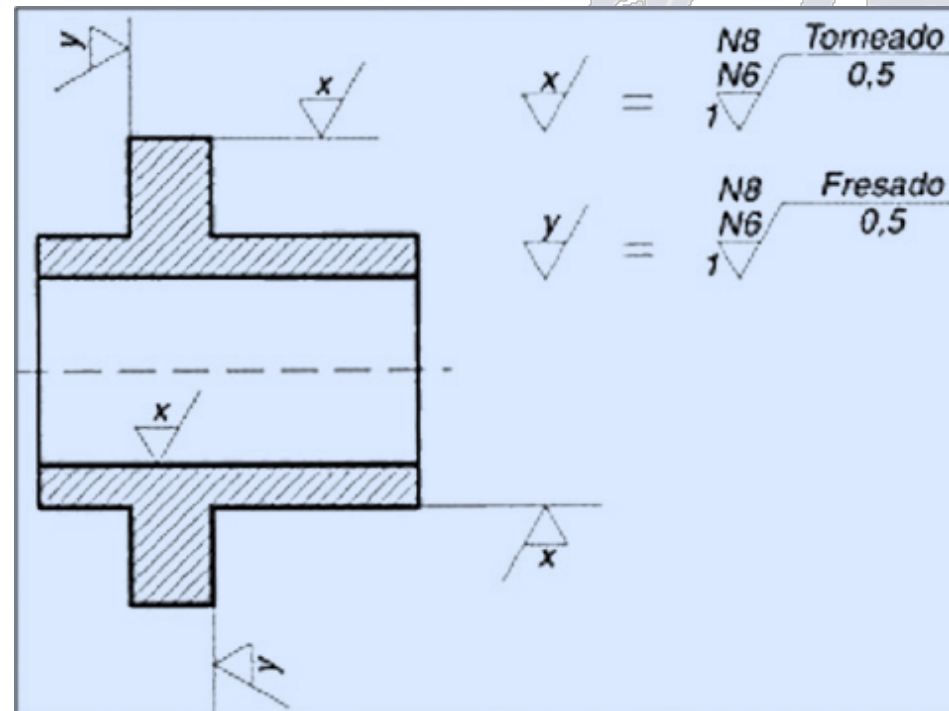 y
x
x = N8 Torneado
N6 0,5
1
y = N8 Fresado
N6 0,5
1
x
x
y